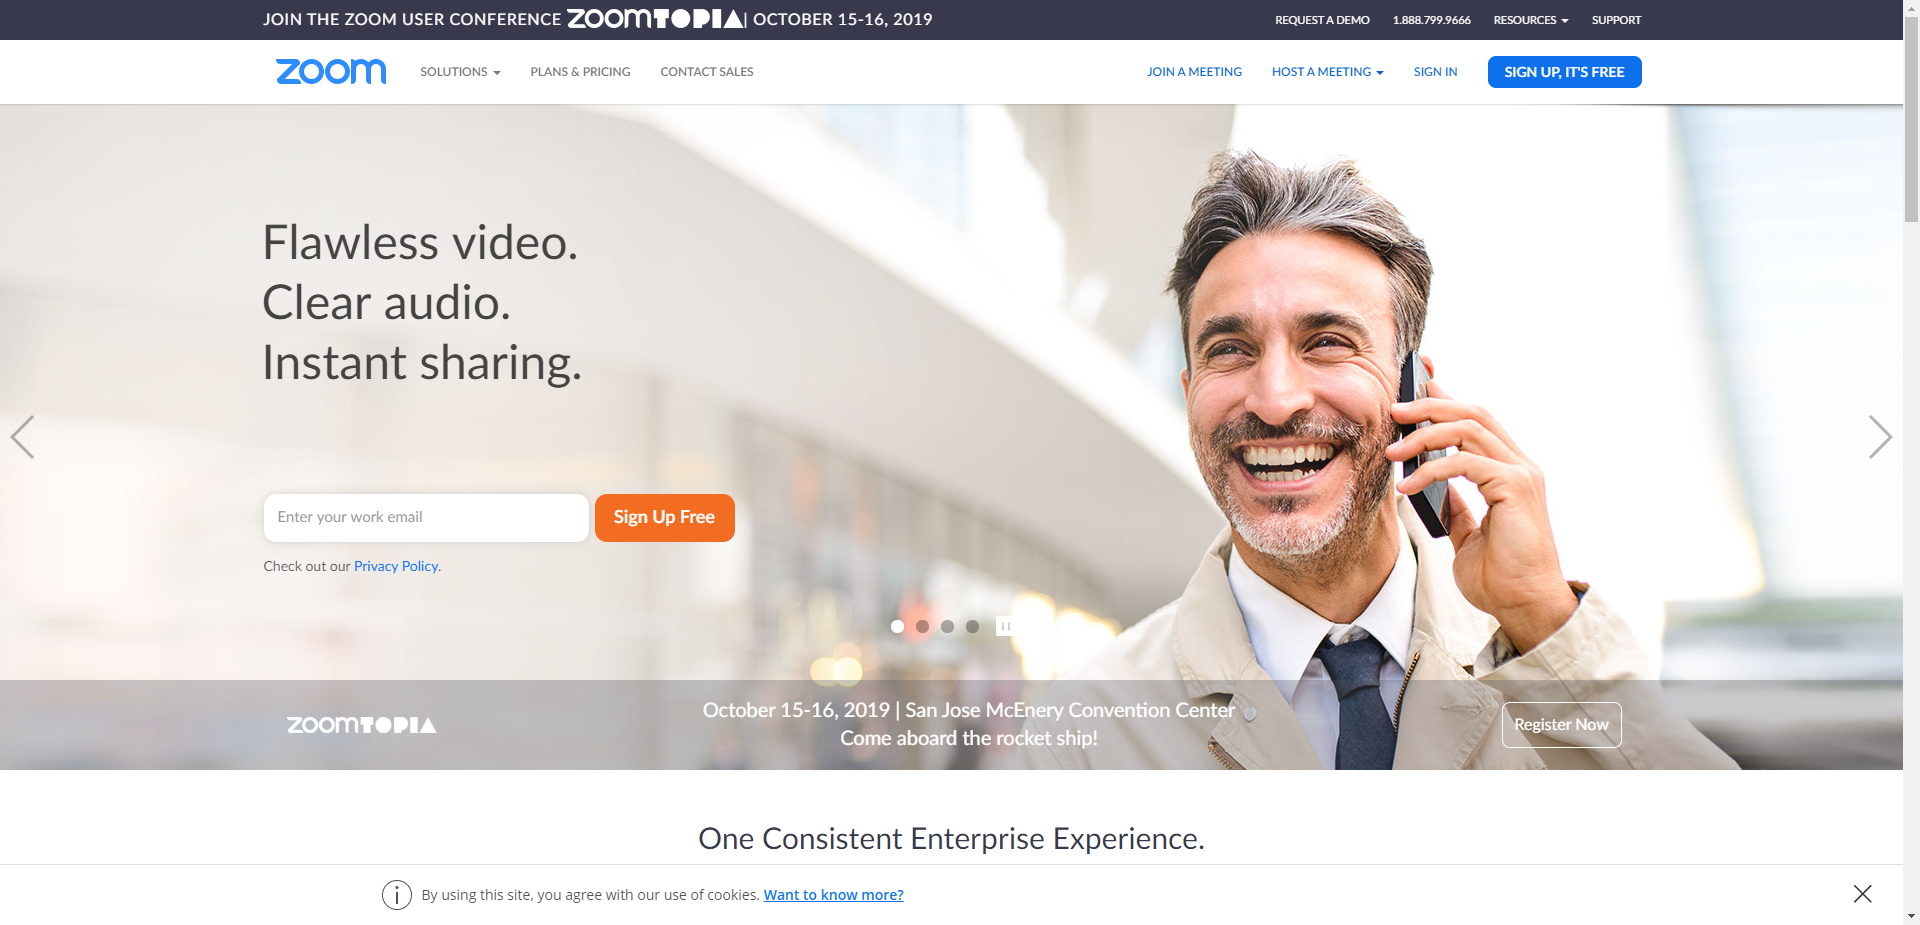 JOIN THE ZOOM USER CONFERENCE ZOOMTOPIA | OCTOBER 15-16, 2019
REQUEST A DEMO 1.888.799.9666 RESOURCES SUPPORT
zoom SOLUTIONS PLANS & PRICING CONTACT SALES
JOIN A MEETING HOST A MEETING SIGN IN SIGN UP, IT'S FREE
Flawless video.
Clear audio.
Instant sharing.
Enter your work email Sign Up Free
Check out our Privacy Policy.
ZOOMTOPIA
October 15-16, 2019 | San Jose McEnery Convention Center
Come aboard the rocket ship!
Register Now
One Consistent Enterprise Experience.
By using this site, you agree with our use of cookies. Want to know more?